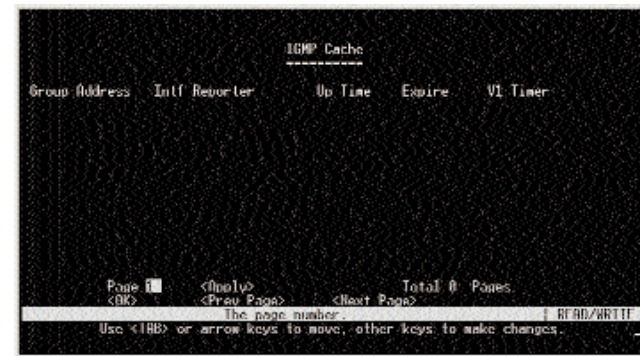 IGMP Cache
----------
Group Address Intf Reporter Up Time Expire V1 Timer
Page 1 <Apply> Total 0 Pages
<OK> <Prev Page> <Next Page>
The page number. | READ/WRITE
Use <TAB> or arrow keys to move, other keys to make changes.